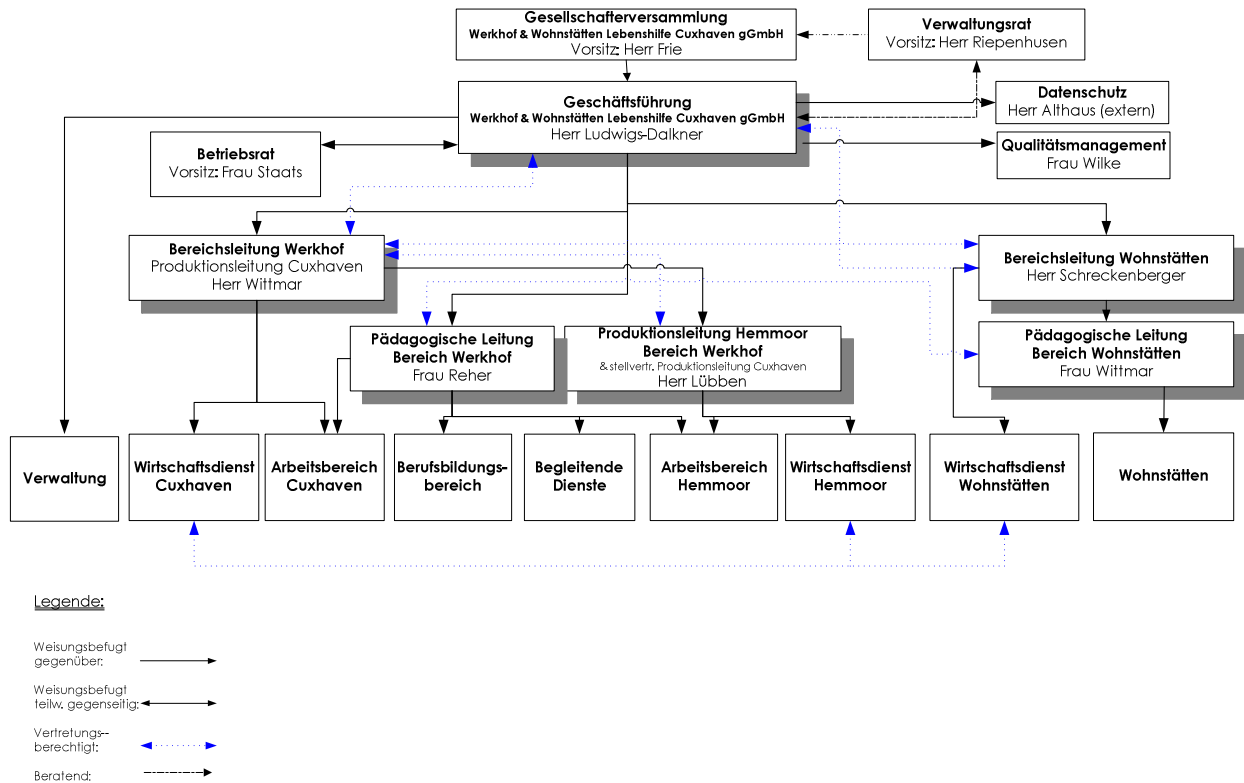 Gesellschafterversammlung
Werkhof & Wohnstätten Lebenshilfe Cuxhaven gGmbH
Vorsitz: Herr Frie
Verwaltungsrat
Vorsitz: Herr Riepenhusen
Geschäftsführung
Werkhof & Wohnstätten Lebenshilfe Cuxhaven gGmbH
Herr Ludwigs-Dalkner
Datenschutz
Herr Althaus (extern)
Betriebsrat
Vorsitz: Frau Staats
Qualitätsmanagement
Frau Wilke
Bereichsleitung Werkhof
Produktionsleitung Cuxhaven
Herr Wittmar
Bereichsleitung Wohnstätten
Herr Schreckenberger
Pädagogische Leitung
Bereich Werkhof
Frau Reher
Produktionsleitung Hemmoor
Bereich Werkhof
& stellvertr. Produktionsleitung Cuxhaven
Herr Lübben
Pädagogische Leitung
Bereich Wohnstätten
Frau Wittmar
Verwaltung
Wirtschaftsdienst
Cuxhaven
Arbeitsbereich
Cuxhaven
Berufsbildungs-
bereich
Begleitende
Dienste
Arbeitsbereich
Hemmoor
Wirtschaftsdienst
Hemmoor
Wirtschaftsdienst
Wohnstätten
Wohnstätten
Legende:
Weisungsbefugt
gegenüber:
Weisungsbefugt
teilw. gegenseitig:
Vertretungs--
berechtigt:
Beratend: